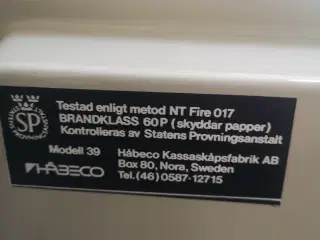 SP
Testad enligt metod NT Fire 017
BRANDKLASS 60P (skyddar papper)
Kontrolleras av Statens Provningsanstalt
Modell 39
Håbeco Kassaskåpsfabrik AB
HÅBECO
Box 80, Nora, Sweden
Tel.(46) 0587-12715